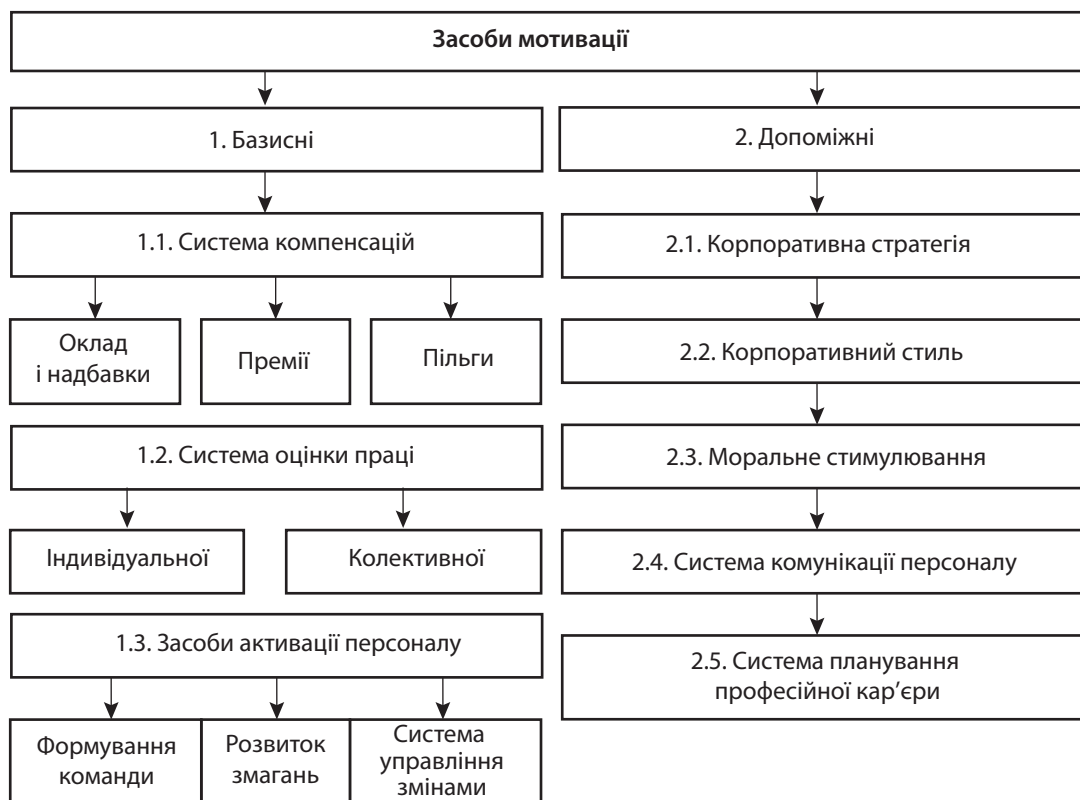 Засоби мотивації
1. Базисні
1.1. Система компенсацій
Оклад
і надбавки
Премії
Пільги
1.2. Система оцінки праці
Індивідуальної
Колективної
1.3. Засоби активації персоналу
Формування
команди
Розвиток
змагань
Система
управління
змінами
2. Допоміжні
2.1. Корпоративна стратегія
2.2. Корпоративний стиль
2.3. Моральне стимулювання
2.4. Система комунікації персоналу
2.5. Система планування
професійної кар’єри